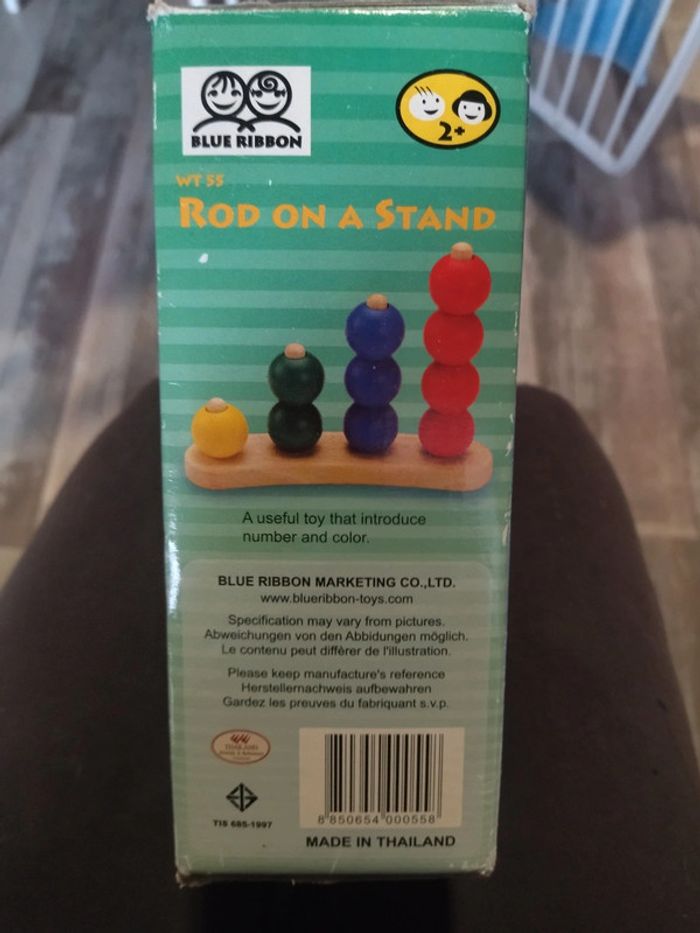 BLUE RIBBON
2+
WT 55
ROD ON A STAND
A useful toy that introduce
number and color.
BLUE RIBBON MARKETING CO.,LTD.
www.blueribbon-toys.com
Specification may vary from pictures.
Abweichungen von den Abbidungen möglich.
Le contenu peut différer de l'illustration.
Please keep manufacture's reference
Herstellernachweis aufbewahren
Gardez les preuves du fabriquant s.v.p.
THAILAND
TIS 685-1997
8 850654 000558
MADE IN THAILAND